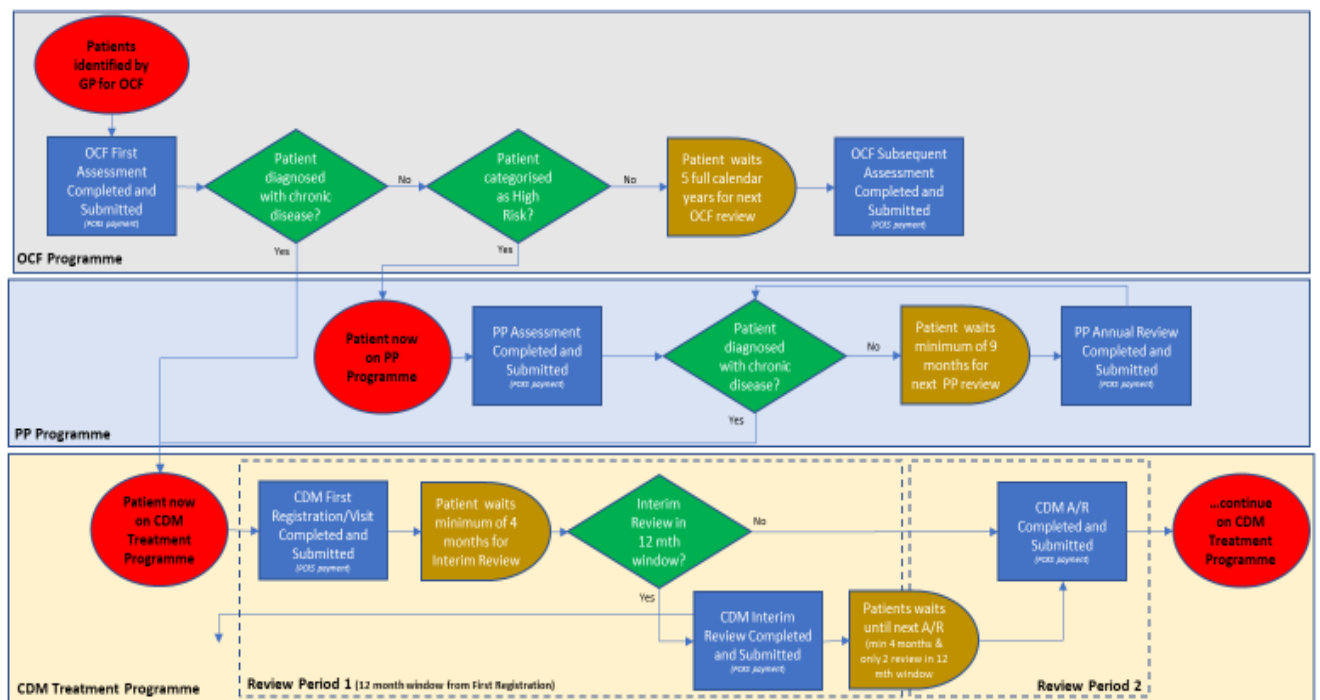 Patients
identified by
GP for OCF
OCF First
Assessment
Completed and
Submitted
(PCRS payment)
Patient
diagnosed
with chronic
disease?
No
Patient
categorised
as High
Risk?
No
Patient waits
5 full calendar
years for next
OCF review
OCF Subsequent
Assessment
Completed and
Submitted
(PCRS payment)
Yes
Yes
OCF Programme
Patient now
on PP
Programme
PP Assessment
Completed and
Submitted
(PCRS payment)
Patient
diagnosed
with chronic
disease?
No
Patient waits
minimum of 9
months for
next PP review
PP Annual Review
Completed and
Submitted
(PCRS payment)
Yes
PP Programme
Patient now
on CDM
Treatment
Programme
CDM First
Registration/Visit
Completed and
Submitted
(PCRS payment)
Patient waits
minimum of 4
months for
Interim Review
Interim
Review in
12 mth
window?
No
CDM A/R
Completed and
Submitted
(PCRS payment)
...continue
on CDM
Treatment
Programme
Yes
CDM Interim
Review Completed
and Submitted
(PCRS payment)
Patients waits
until next A/R
(min 4 months &
only 2 review in 12
mth window
CDM Treatment Programme
Review Period 1 (12 month window from First Registration)
Review Period 2